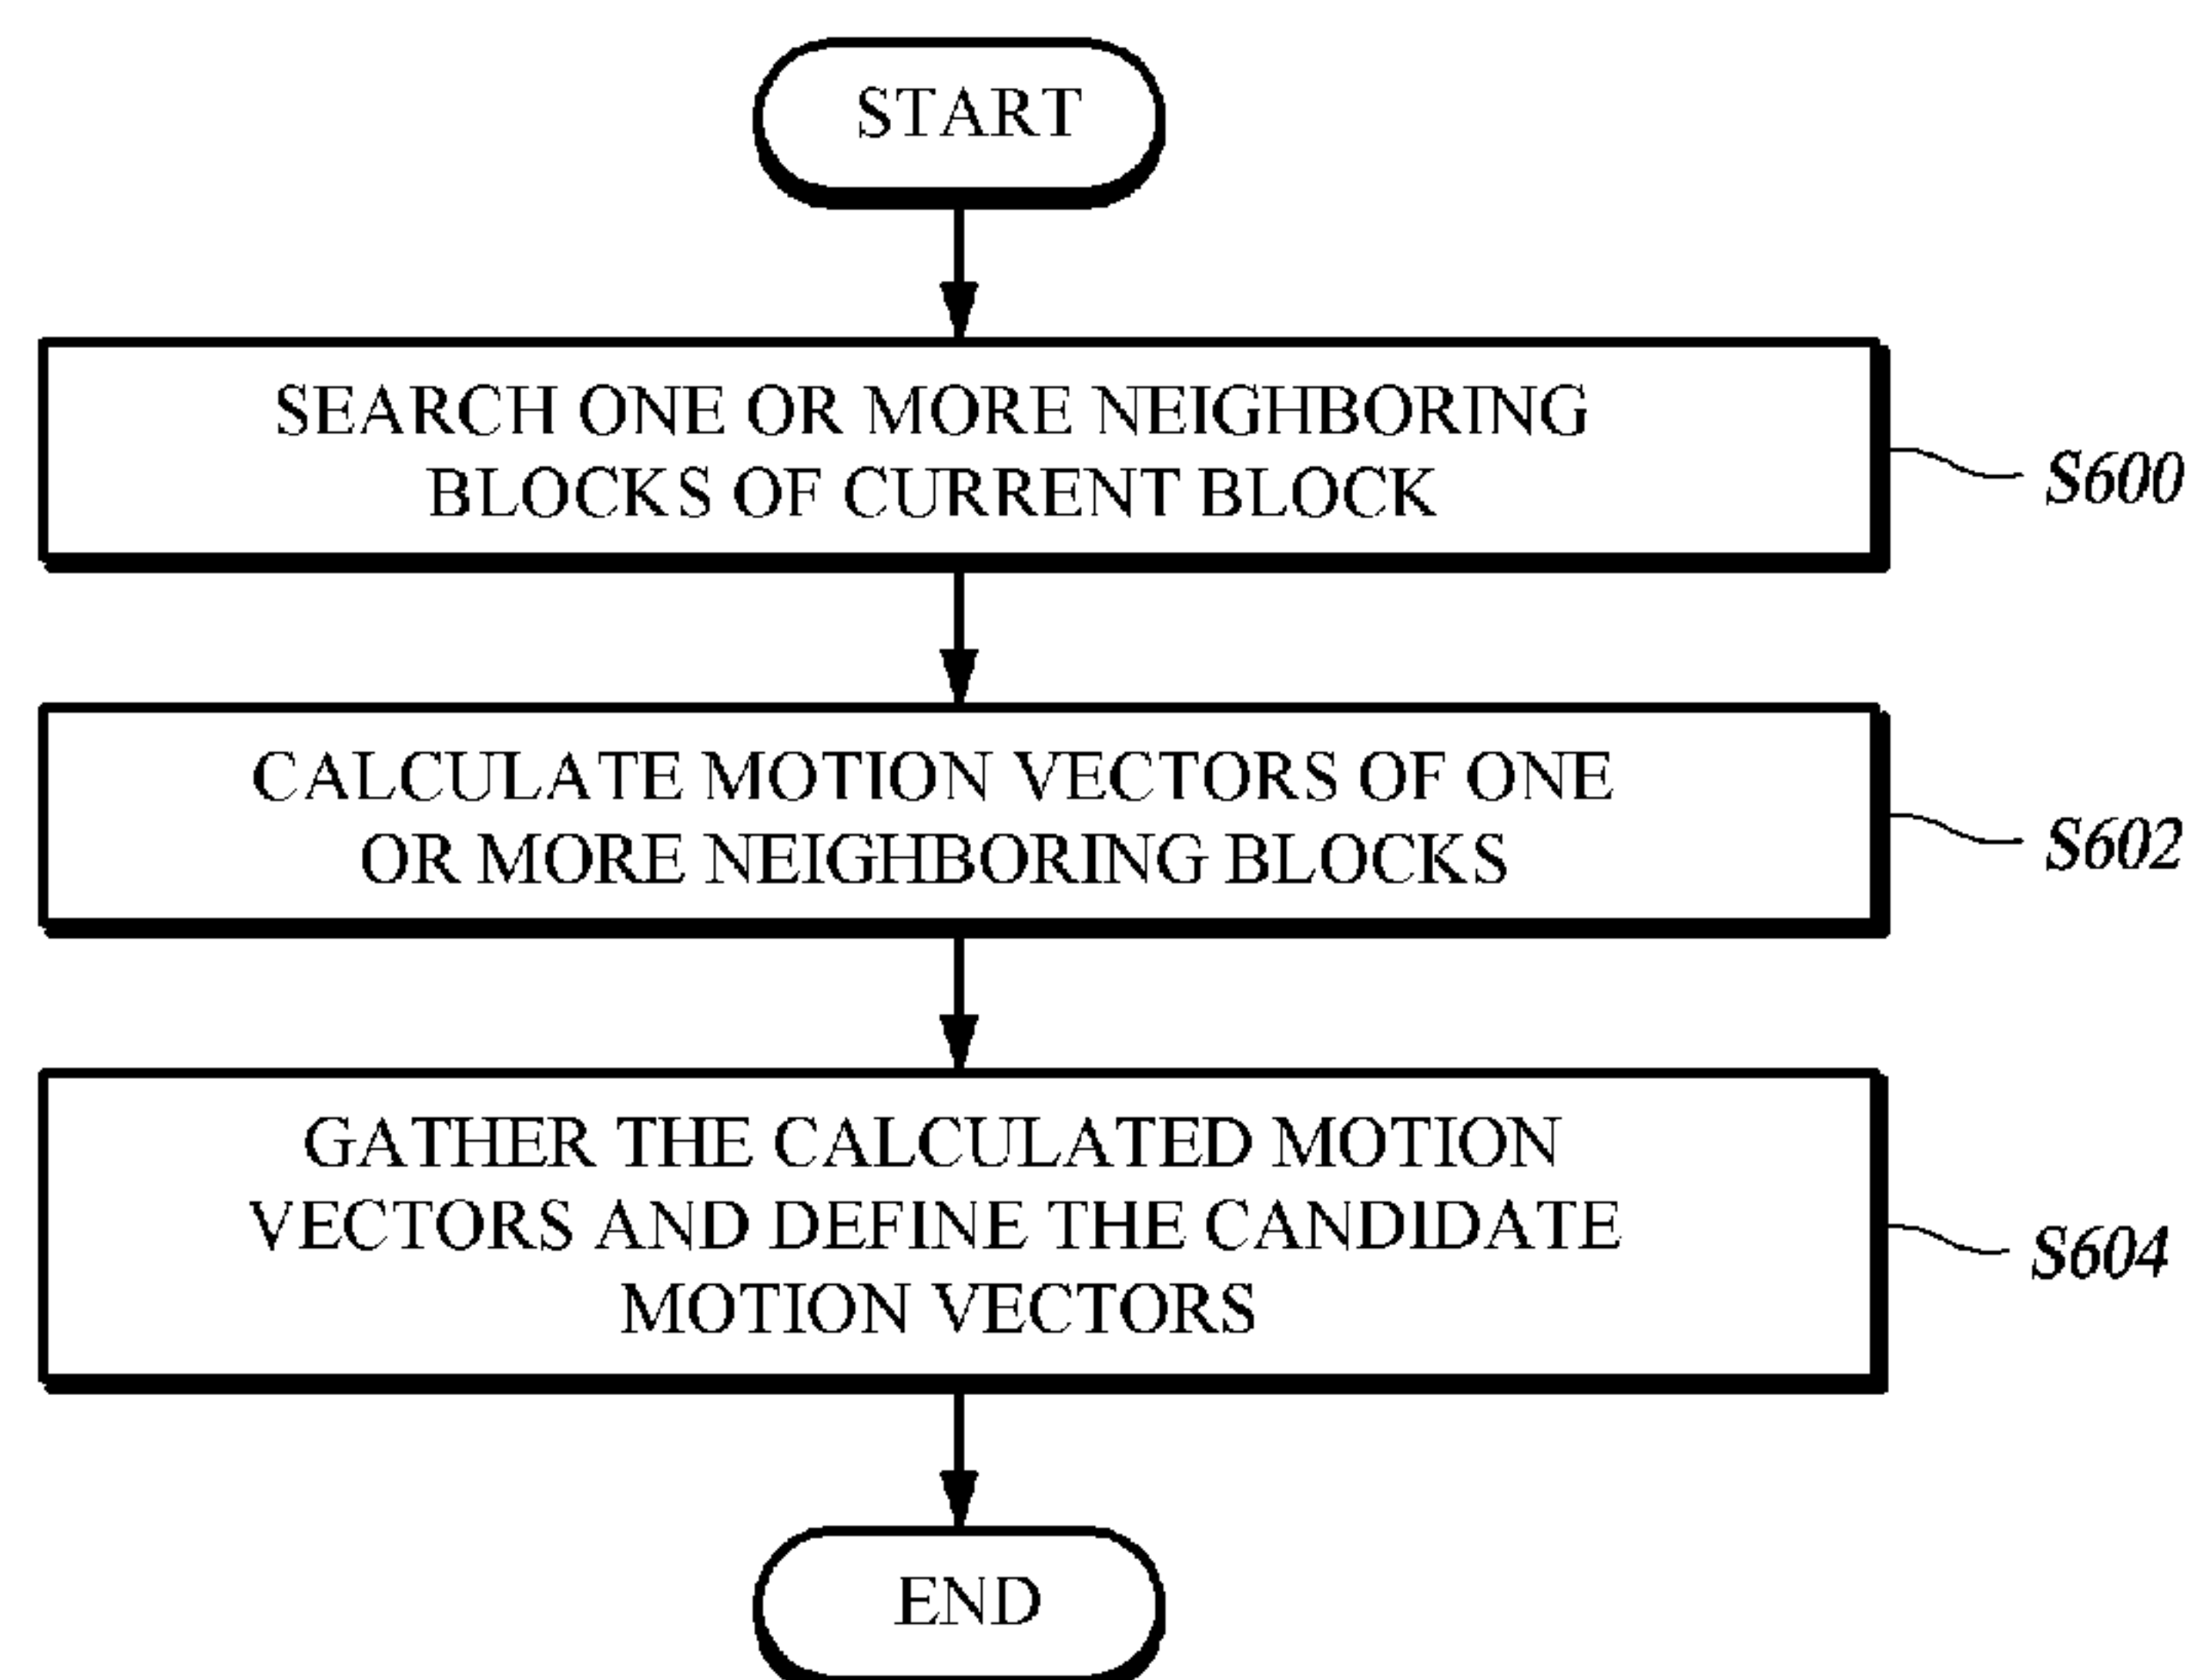 START
SEARCH ONE OR MORE NEIGHBORING
BLOCKS OF CURRENT BLOCK
S600
CALCULATE MOTION VECTORS OF ONE
OR MORE NEIGHBORING BLOCKS
S602
GATHER THE CALCULATED MOTION
VECTORS AND DEFINE THE CANDIDATE
MOTION VECTORS
S604
END